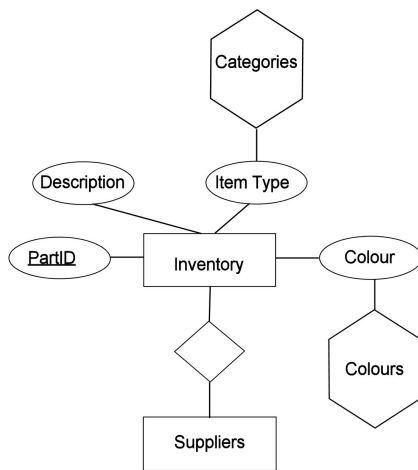 Categories
Description
Item Type
PartID
Inventory
Colour
Colours
Suppliers